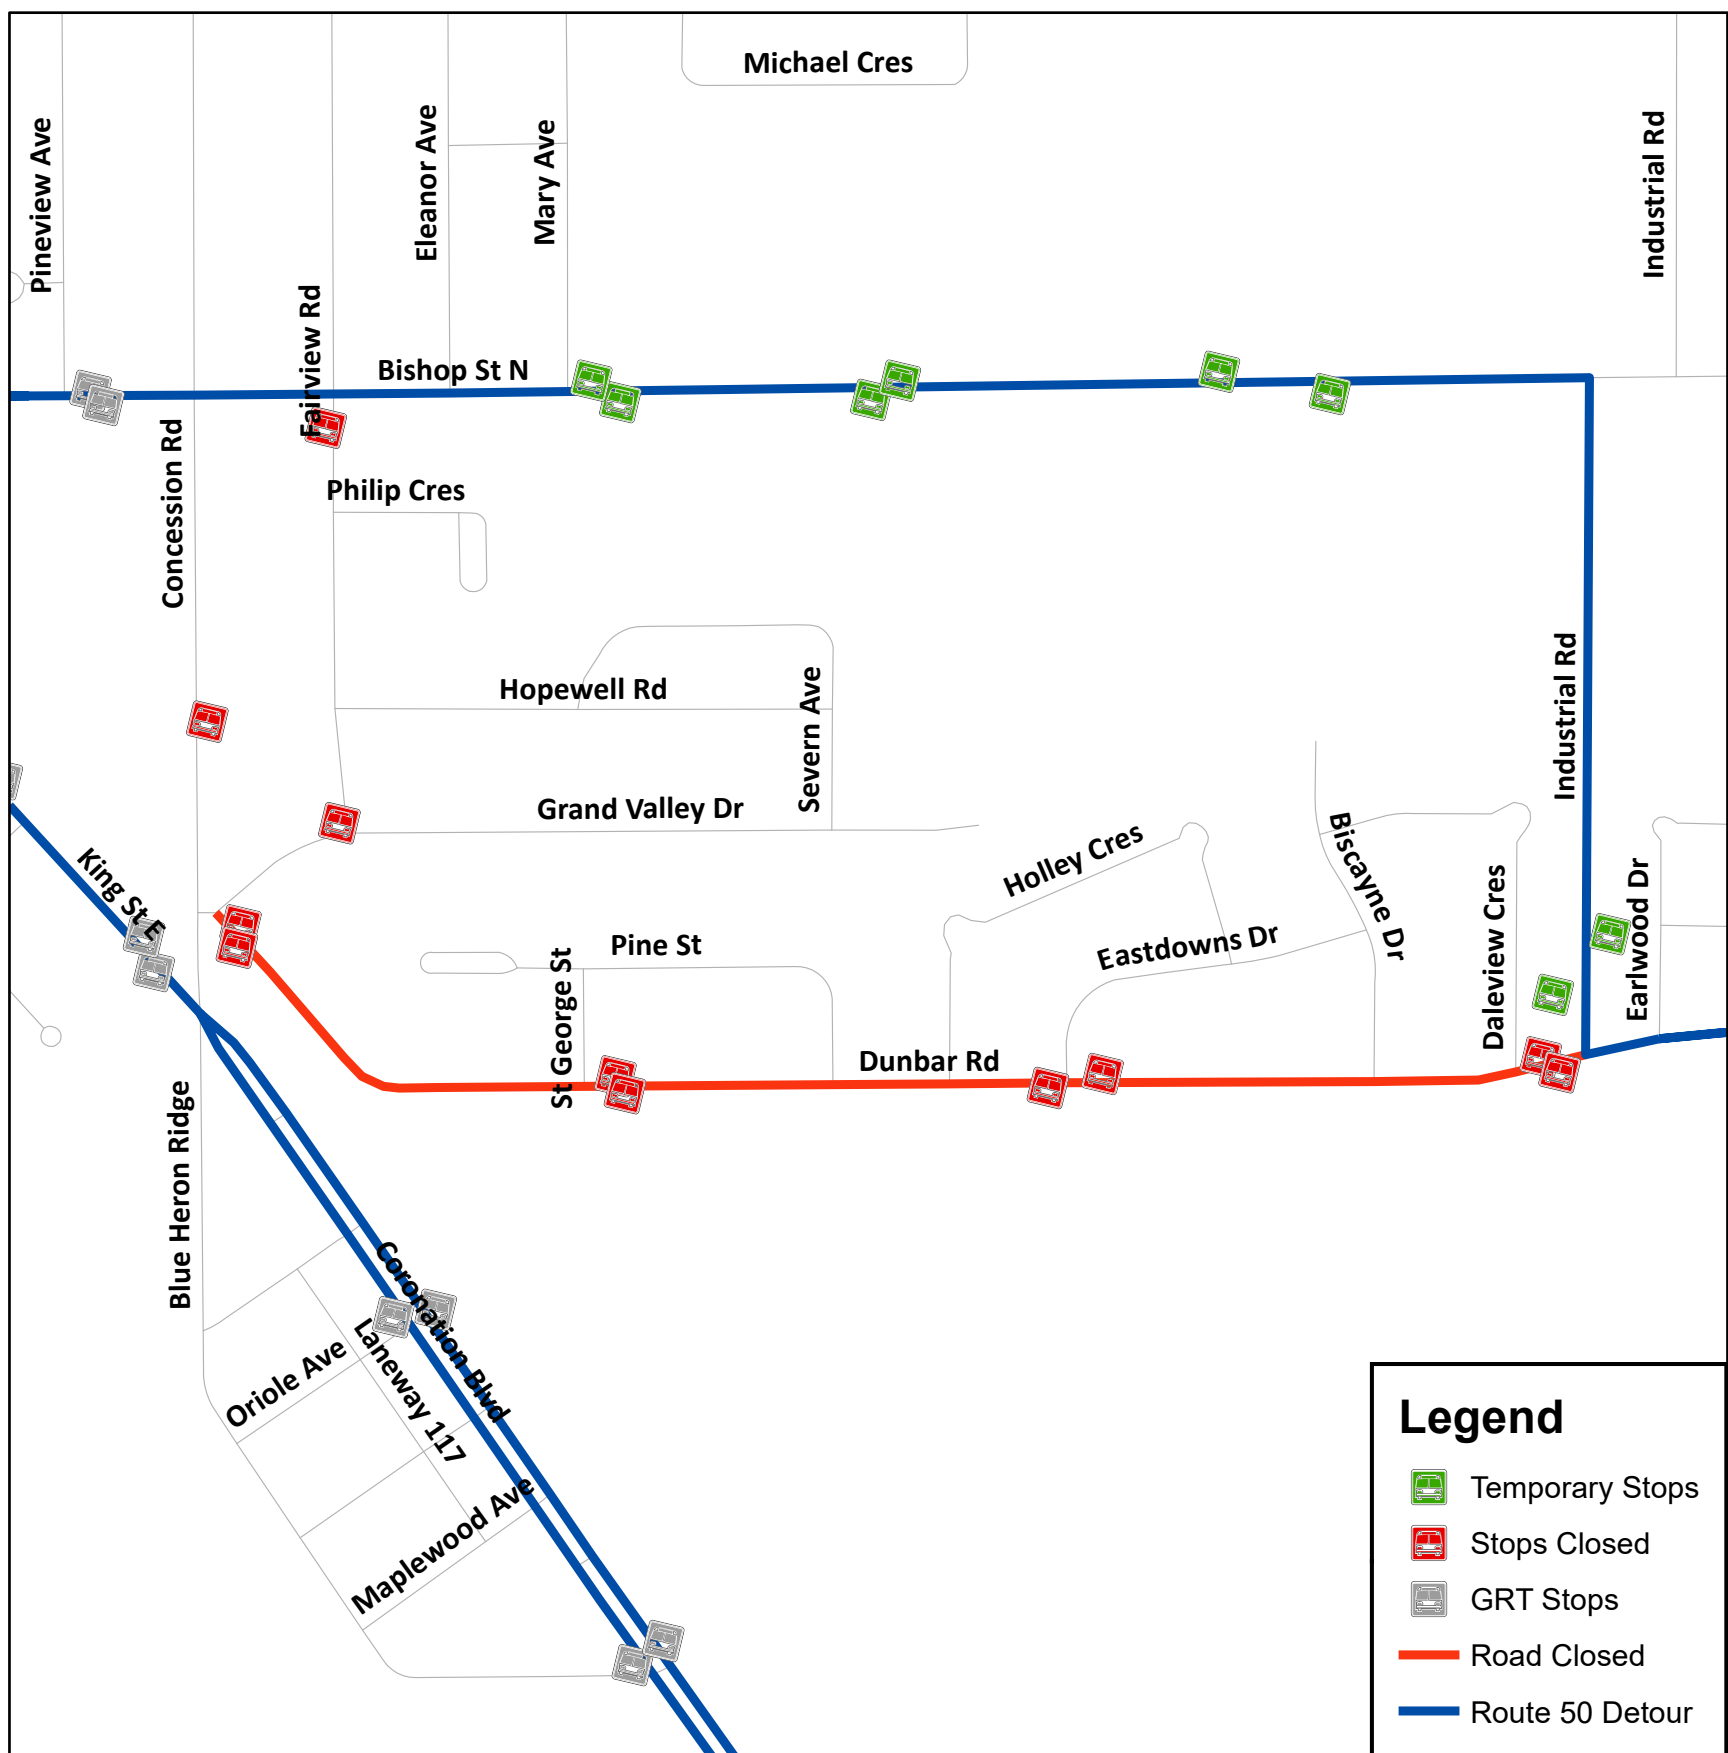 Michael Cres
Pineview Ave
Eleanor Ave
Mary Ave
Industrial Rd
Fairview Rd
Bishop St N
Concession Rd
Philip Cres
Hopewell Rd
Severn Ave
Industrial Rd
Grand Valley Dr
King St E
Holley Cres
Biscayne Dr
Daleview Cres
Earlwood Dr
Pine St
Eastdowns Dr
St George St
Dunbar Rd
Blue Heron Ridge
Coronation Blvd
Oriole Ave
Laneway 117
Maplewood Ave
Legend
Temporary Stops
Stops Closed
GRT Stops
Road Closed
Route 50 Detour